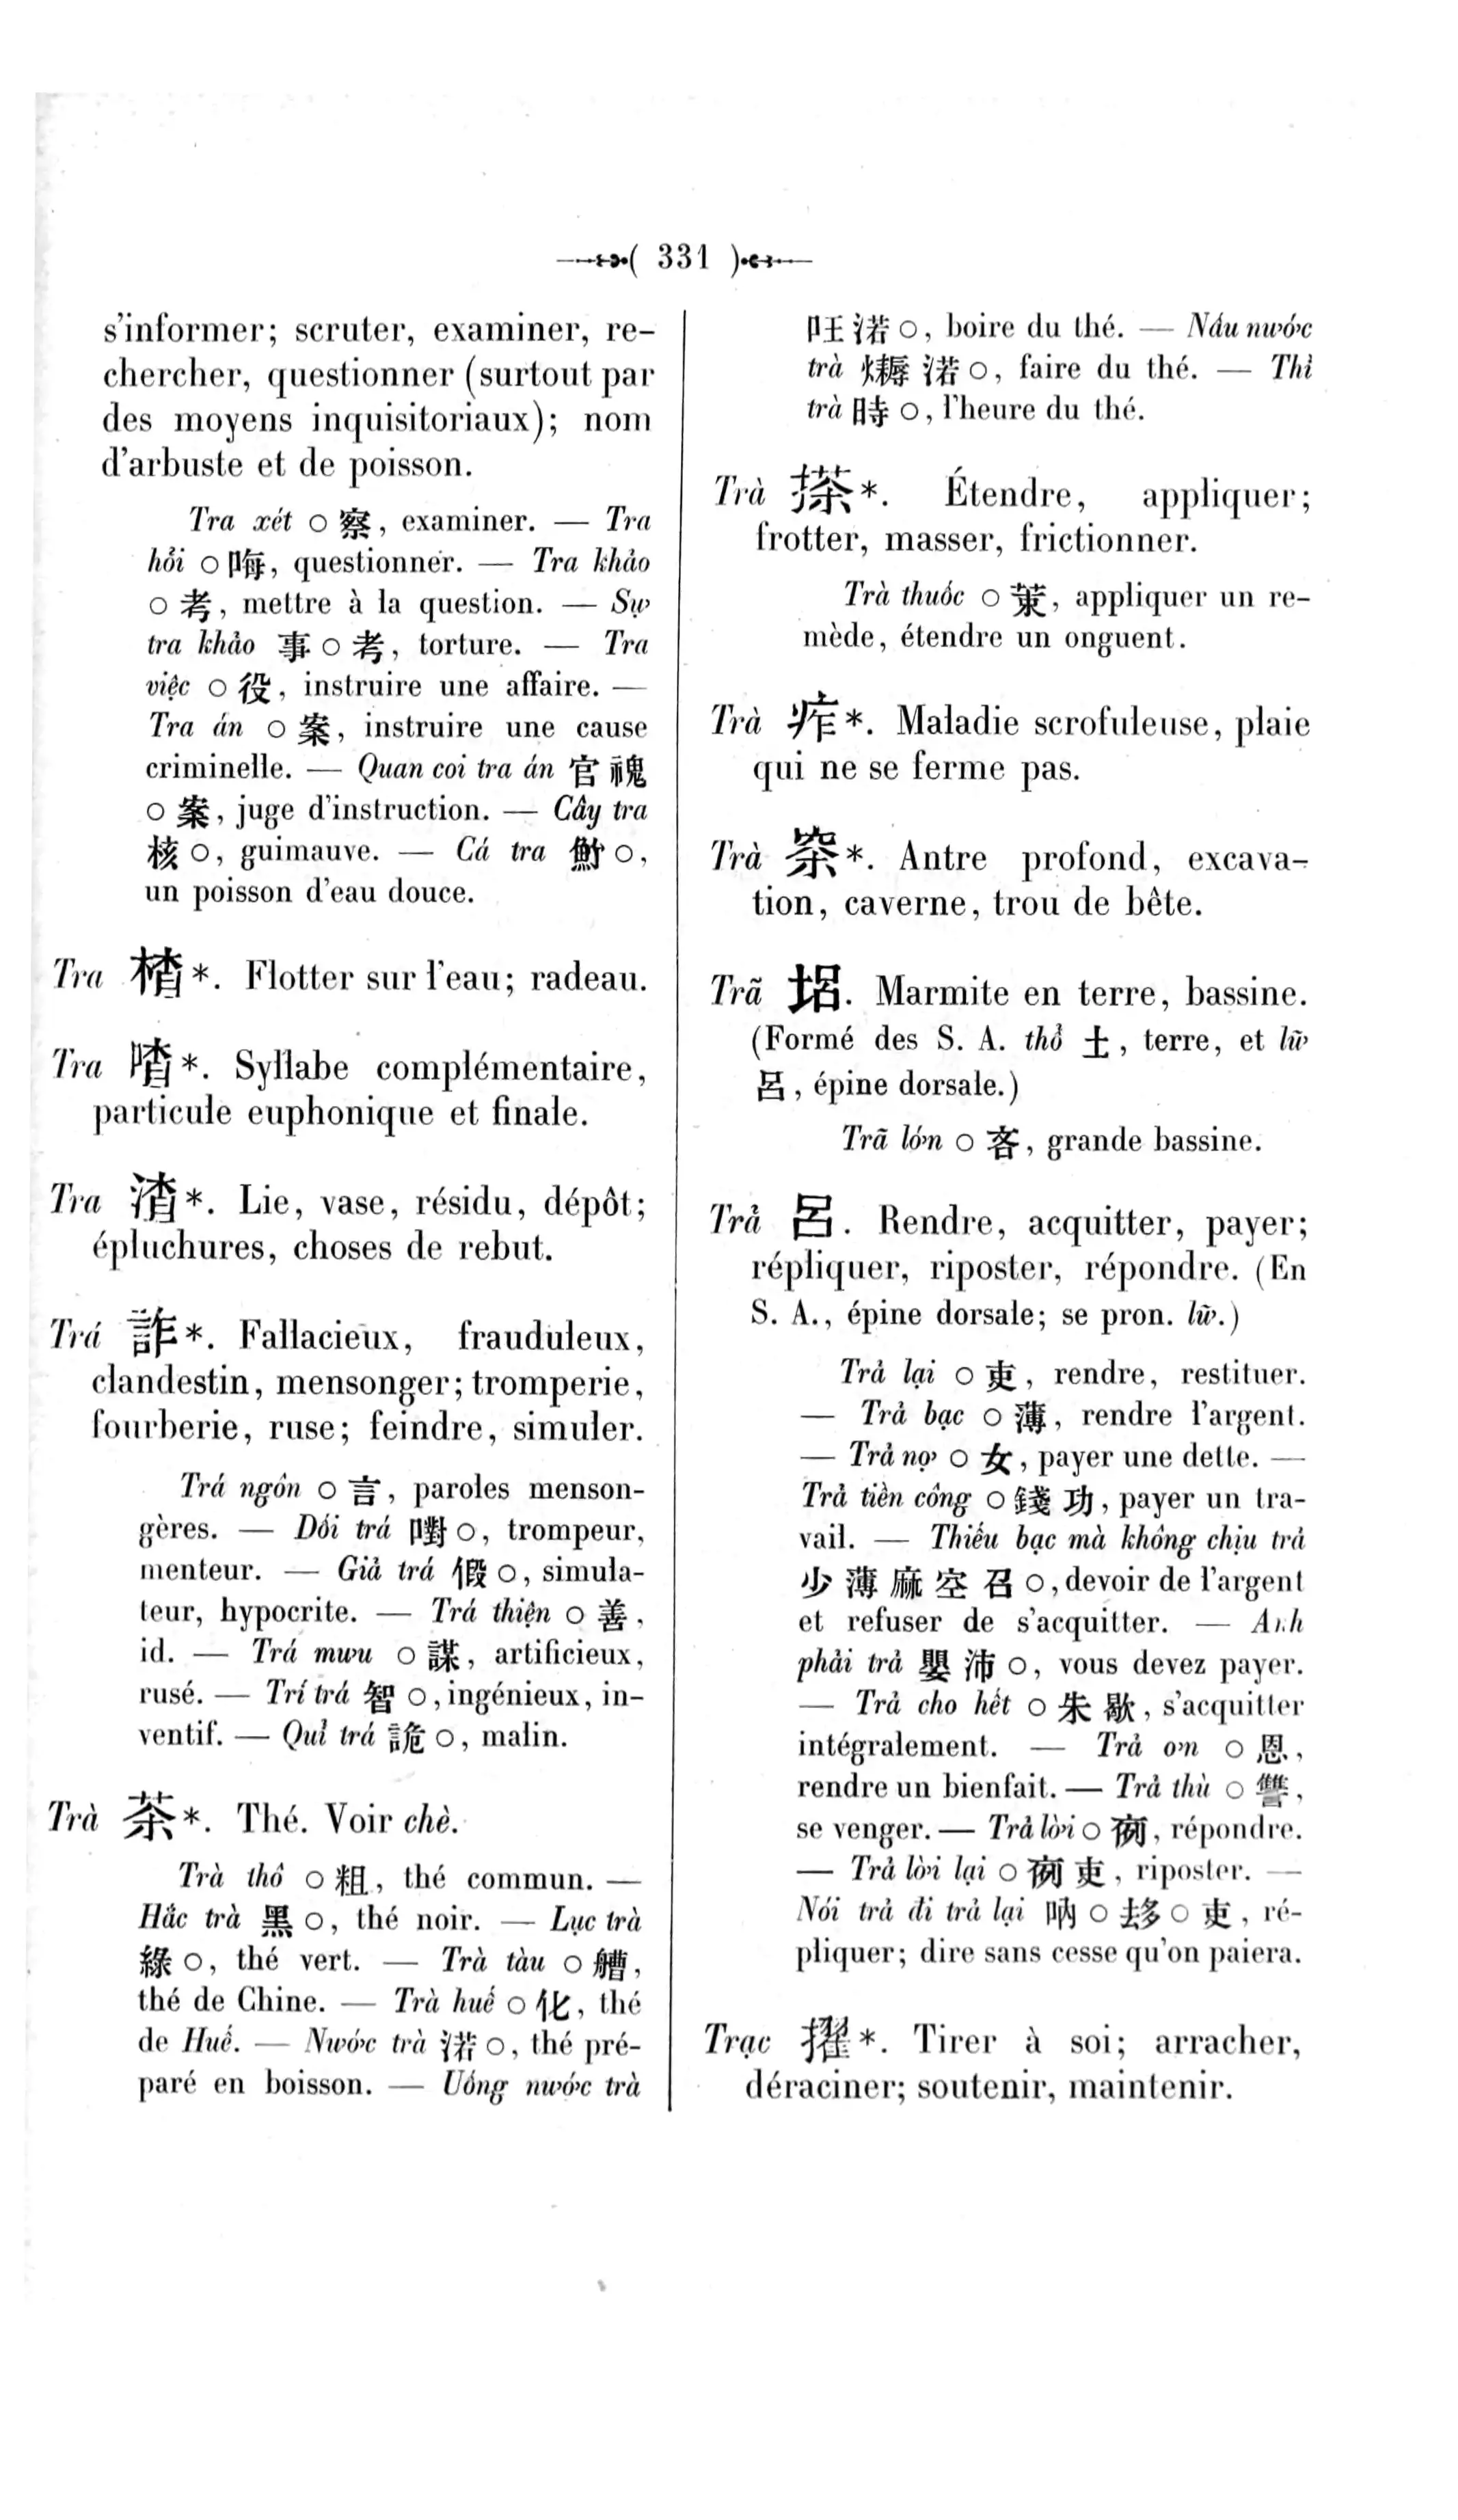 ( 331 )
s'informer; scruter, examiner, re-
chercher, questionner (surtout par
des moyens inquisitoriaux); nom
d'arbuste et de poisson.
Tra xét ○ 察, examiner. — Tra
hỏi ○ 𠳨, questionner. — Tra khảo
○ 考, mettre à la question. — Sự
tra khảo 事 ○ 考, torture. — Tra
việc ○ 役, instruire une affaire. —
Tra án ○ 案, instruire une cause
criminelle. — Quan coi tra án 官
○ 案, juge d'instruction. — Cây tra
核 ○, guimauve. — Cá tra ○,
un poisson d'eau douce.
Tra 楂*. Flotter sur l'eau; radeau.
Tra 喳*. Syllabe complémentaire,
particule euphonique et finale.
Tra 渣*. Lie, vase, résidu, dépôt;
épluchures, choses de rebut.
Trá 詐*. Fallacieux, frauduleux,
clandestin, mensonger; tromperie,
fourberie, ruse; feindre, simuler.
Trá ngôn ○ 言, paroles menson-
gères. — Dối trá 嚉 ○, trompeur,
menteur. — Giả trá 假 ○, simula-
teur, hypocrite. — Trá thiện ○ 善,
id. — Trá mưu ○ 謀, artificieux,
rusé. — Trí trá 智 ○, ingénieux, in-
ventif. — Quỉ trá 詭 ○, malin.
Trà 茶*. Thé. Voir chè.
Trà thô ○ 粗, thé commun. —
Hắc trà 黑 ○, thé noir. — Lục trà
綠 ○, thé vert. — Trà tàu ○ 艚,
thé de Chine. — Trà huế ○ 化, thé
de Huế. — Nước trà 渃 ○, thé pré-
paré en boisson. — Uống nước trà
旺 渃 ○, boire du thé. — Nấu nước
trà 渃 ○, faire du thé. — Thì
trà 時 ○, l'heure du thé.
Trà 搽*. Étendre, appliquer;
frotter, masser, frictionner.
Trà thuốc ○, appliquer un re-
mède, étendre un onguent.
Trà 痄*. Maladie scrofuleuse, plaie
qui ne se ferme pas.
Trà *. Antre profond, excava-
tion, caverne, trou de bête.
Trã 垊. Marmite en terre, bassine.
(Formé des S. A. thổ 土, terre, et lữ
呂, épine dorsale.)
Trã lớn ○, grande bassine.
Trả 呂. Rendre, acquitter, payer;
répliquer, riposter, répondre. (En
S. A., épine dorsale; se pron. lữ.)
Trả lại ○ 吏, rendre, restituer.
— Trả bạc ○ 薄, rendre l'argent.
— Trả nợ ○ 女, payer une dette. —
Trả tiền công ○ 錢 功, payer un tra-
vail. — Thiếu bạc mà không chịu trả
少 薄 麻 空 召 ○, devoir de l'argent
et refuser de s'acquitter. — Anh
phải trả 嬰 沛 ○, vous devez payer.
— Trả cho hết ○ 朱 歇, s'acquitter
intégralement. — Trả ơn ○ 恩,
rendre un bienfait. — Trả thù ○ 讐,
se venger. — Trả lời ○, répondre.
— Trả lời lại ○ 吏, riposter. —
Nói trả đi trả lại 吶 ○ 𠫾 ○ 吏, ré-
pliquer; dire sans cesse qu'on paiera.
Trạc 擢*. Tirer à soi; arracher,
déraciner; soutenir, maintenir.